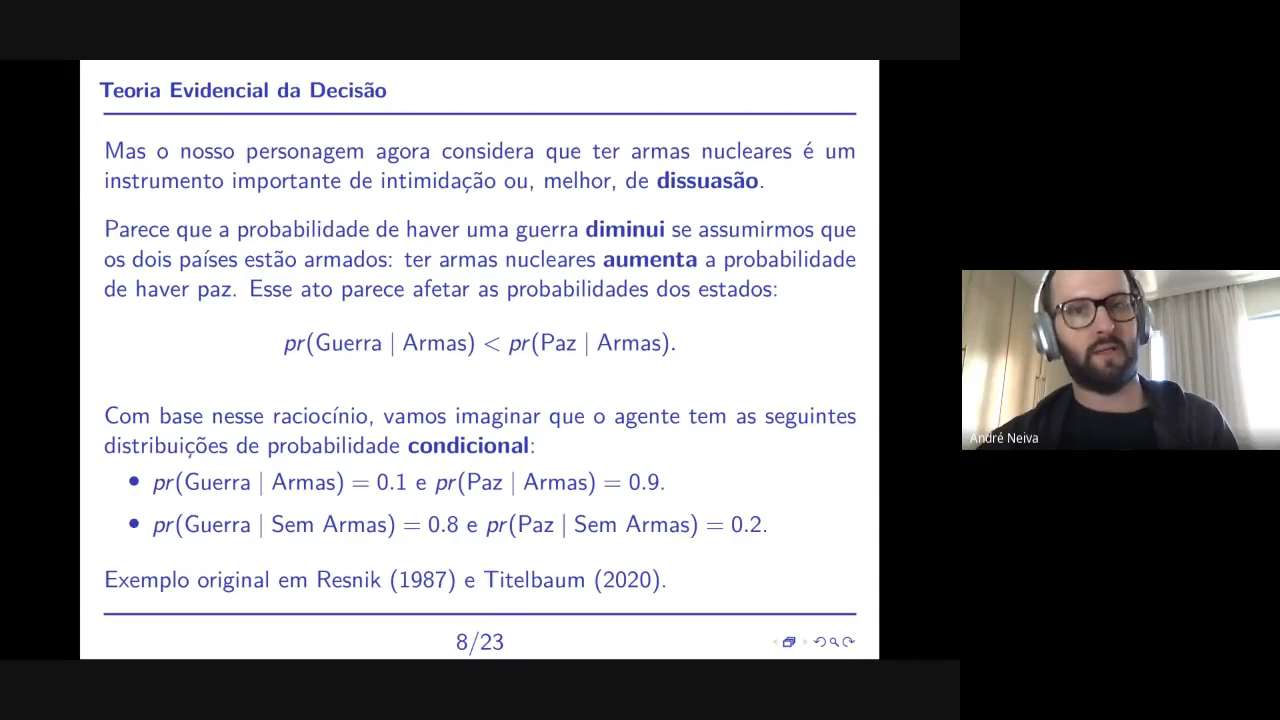 Teoria Evidencial da Decisão
Mas o nosso personagem agora considera que ter armas nucleares é um
instrumento importante de intimidação ou, melhor, de dissuasão.
Parece que a probabilidade de haver uma guerra diminui se assumirmos que
os dois países estão armados: ter armas nucleares aumenta a probabilidade
de haver paz. Esse ato parece afetar as probabilidades dos estados:
pr(Guerra | Armas) < pr(Paz | Armas).
Com base nesse raciocínio, vamos imaginar que o agente tem as seguintes
distribuições de probabilidade condicional:
• pr(Guerra | Armas) = 0.1 e pr(Paz | Armas) = 0.9.
• pr(Guerra | Sem Armas) = 0.8 e pr(Paz | Sem Armas) = 0.2.
Exemplo original em Resnik (1987) e Titelbaum (2020).
8/23
André Neiva